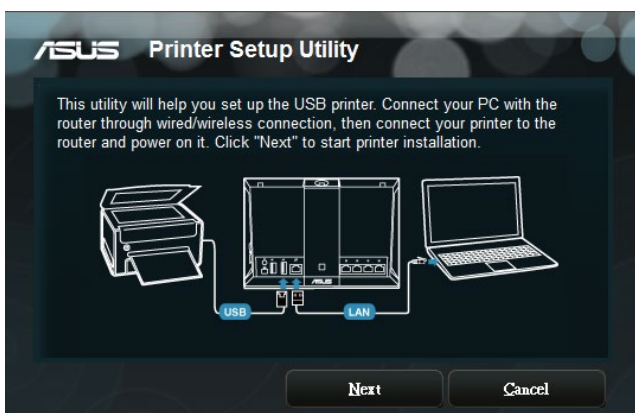 ASUS Printer Setup Utility
This utility will help you set up the USB printer. Connect your PC with the
router through wired/wireless connection, then connect your printer to the
router and power on it. Click "Next" to start printer installation.
ASUS
USB LAN
Next Cancel